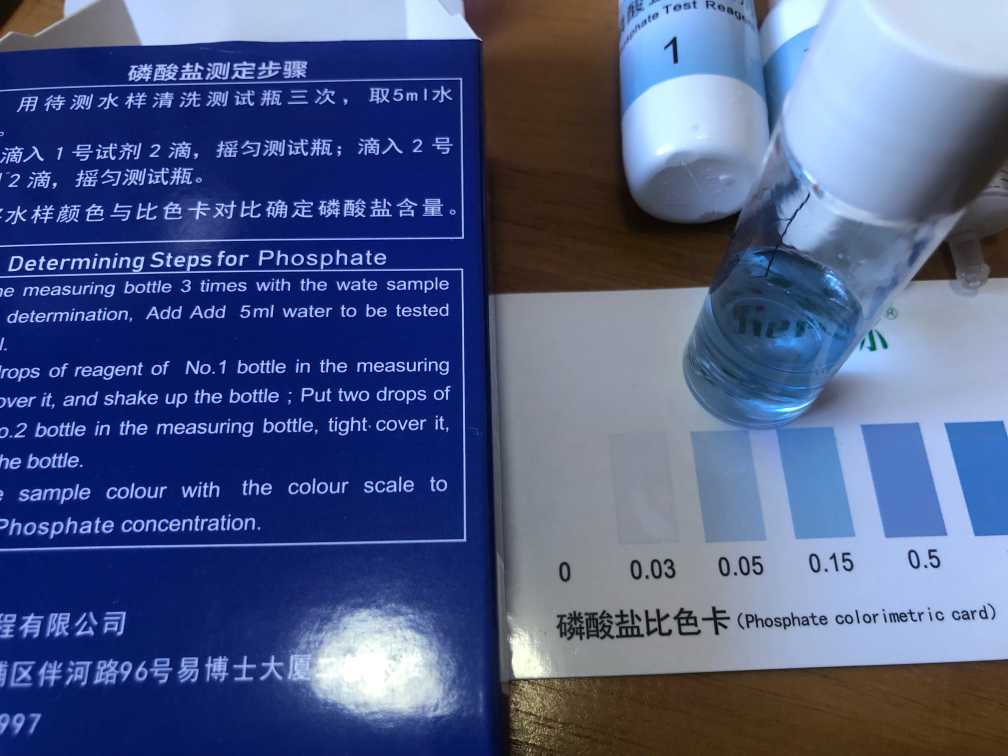 磷酸盐测定步骤
用待测水样清洗测试瓶三次，取5ml水
。
滴入1号试剂2滴，摇匀测试瓶；滴入2号
2滴，摇匀测试瓶。
水样颜色与比色卡对比确定磷酸盐含量。
Determining Steps for Phosphate
measuring bottle 3 times with the wate sample
determination, Add Add 5ml water to be tested
drops of reagent of No.1 bottle in the measuring
cover it, and shake up the bottle ; Put two drops of
No.2 bottle in the measuring bottle, tight cover it,
the bottle.
sample colour with the colour scale to
Phosphate concentration.
程有限公司
区伴河路96号易博士大厦
997
Phosphate Test Reagent
1
尔®
0 0.03 0.05 0.15 0.5
磷酸盐比色卡 (Phosphate colorimetric card)